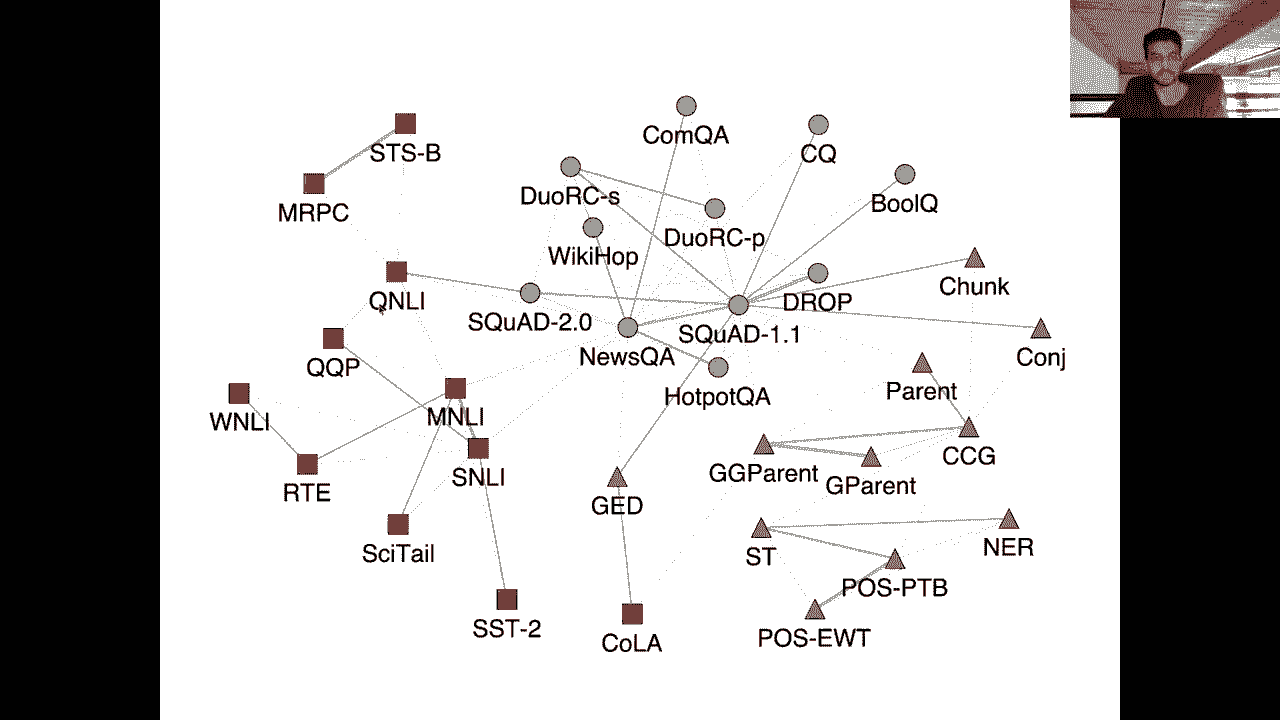 ComQA
STS-B
CQ
DuoRC-s
BoolQ
MRPC
DuoRC-p
WikiHop
Chunk
QNLI
DROP
SQuAD-2.0
SQuAD-1.1
NewsQA
Conj
QQP
Parent
HotpotQA
WNLI
MNLI
CCG
GGParent
SNLI
GParent
RTE
GED
NER
SciTail
ST
POS-PTB
SST-2
POS-EWT
CoLA